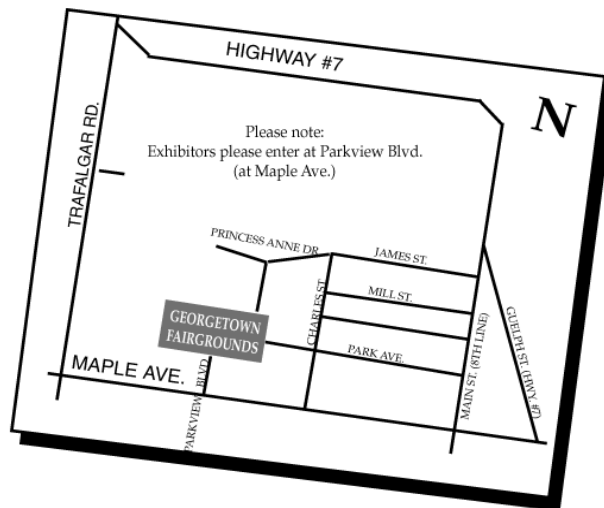 HIGHWAY #7
N
TRAFALGAR RD.
Please note:
Exhibitors please enter at Parkview Blvd.
(at Maple Ave.)
PRINCESS ANNE DR.
JAMES ST.
MILL ST.
CHARLES ST.
GEORGETOWN
FAIRGROUNDS
PARK AVE.
MAIN ST. (8TH LINE)
GUELPH ST. (HWY. #7)
MAPLE AVE.
PARKVIEW BLVD.